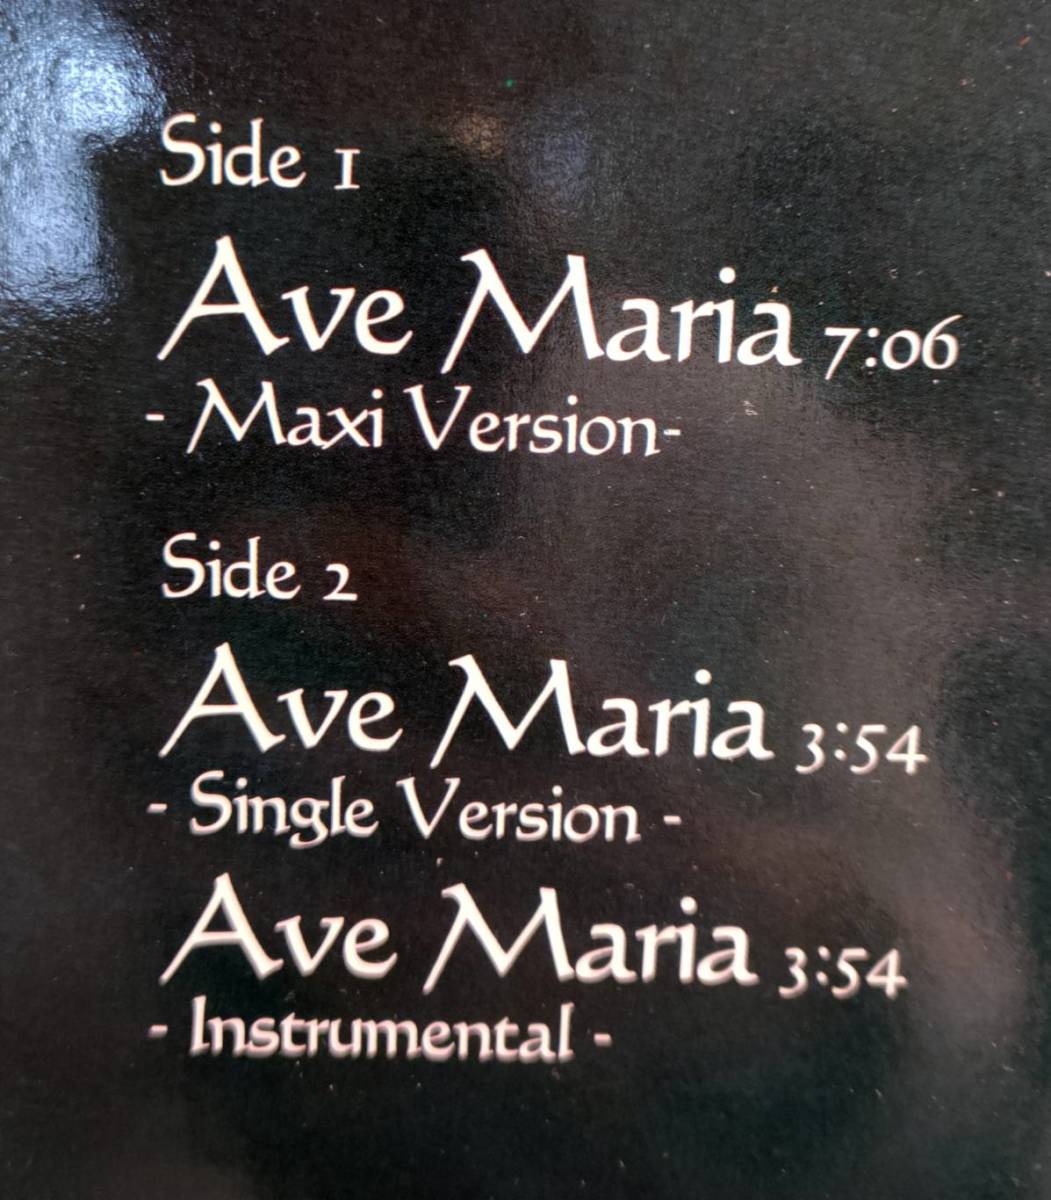 Side 1
Ave Maria 7:06
- Maxi Version-
Side 2
Ave Maria 3:54
- Single Version -
Ave Maria 3:54
- Instrumental -